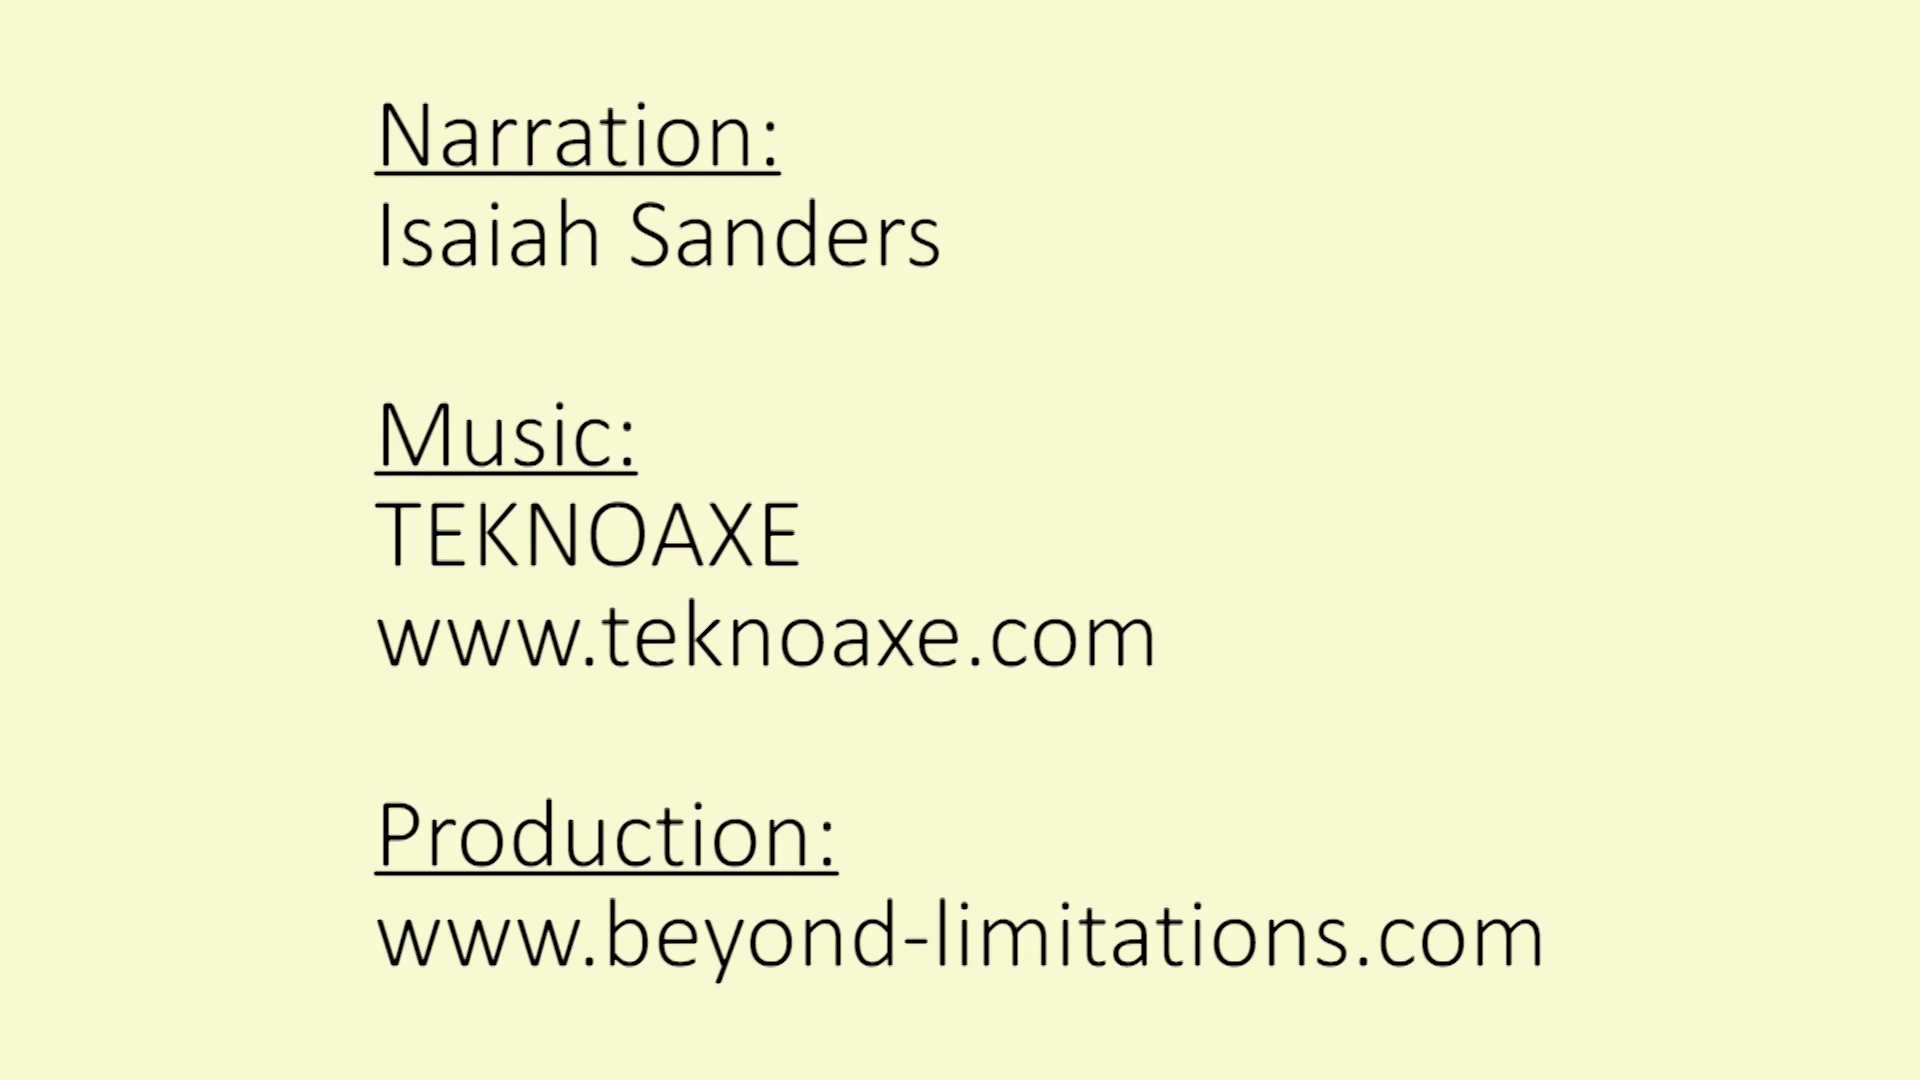 Narration:
Isaiah Sanders
Music:
TEKNOAXE
www.teknoaxe.com
Production:
www.beyond-limitations.com